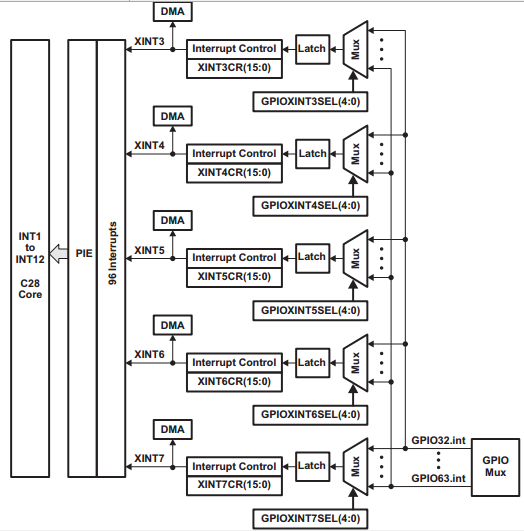 DMA
XINT3
Interrupt Control
XINT3CR(15:0)
Latch
Mux
GPIOXINT3SEL(4:0)
DMA
XINT4
Interrupt Control
XINT4CR(15:0)
Latch
Mux
GPIOXINT4SEL(4:0)
INT1
to
INT12
C28
Core
PIE
96 Interrupts
DMA
XINT5
Interrupt Control
XINT5CR(15:0)
Latch
Mux
GPIOXINT5SEL(4:0)
DMA
XINT6
Interrupt Control
XINT6CR(15:0)
Latch
Mux
GPIOXINT6SEL(4:0)
DMA
XINT7
Interrupt Control
XINT7CR(15:0)
Latch
Mux
GPIOXINT7SEL(4:0)
GPIO32.int
GPIO63.int
GPIO
Mux